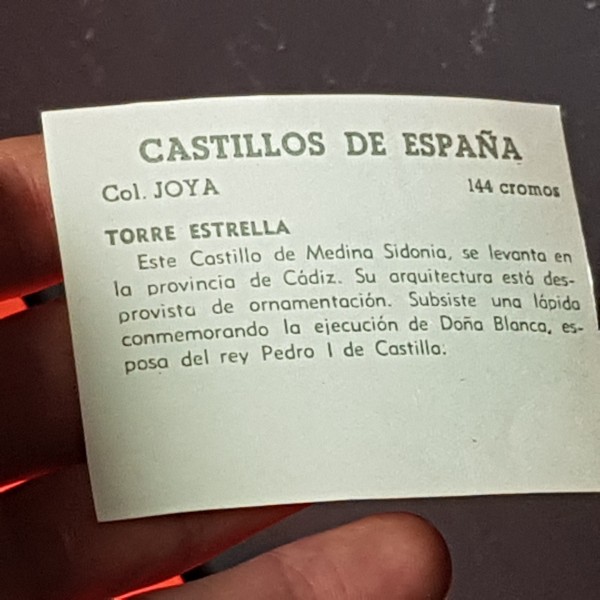 CASTILLOS DE ESPAÑA
Col. JOYA 144 cromos
TORRE ESTRELLA
Este Castillo de Medina Sidonia, se levanta en
la provincia de Cádiz. Su arquitectura está des-
provista de ornamentación. Subsiste una lápida
conmemorando la ejecución de Doña Blanca, es-
posa del rey Pedro I de Castilla.